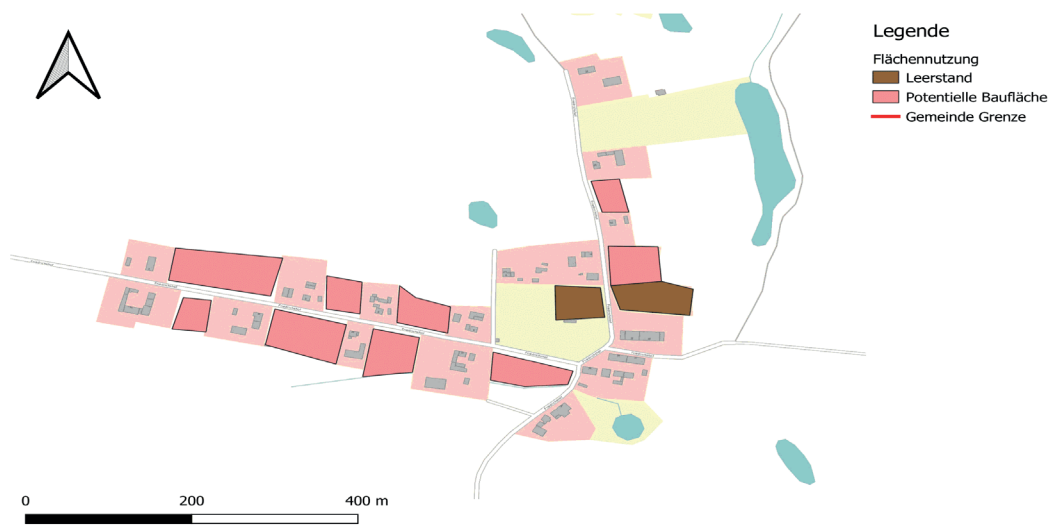 Legende
Flächennutzung
Leerstand
Potentielle Baufläche
Gemeinde Grenze
0 200 400 m